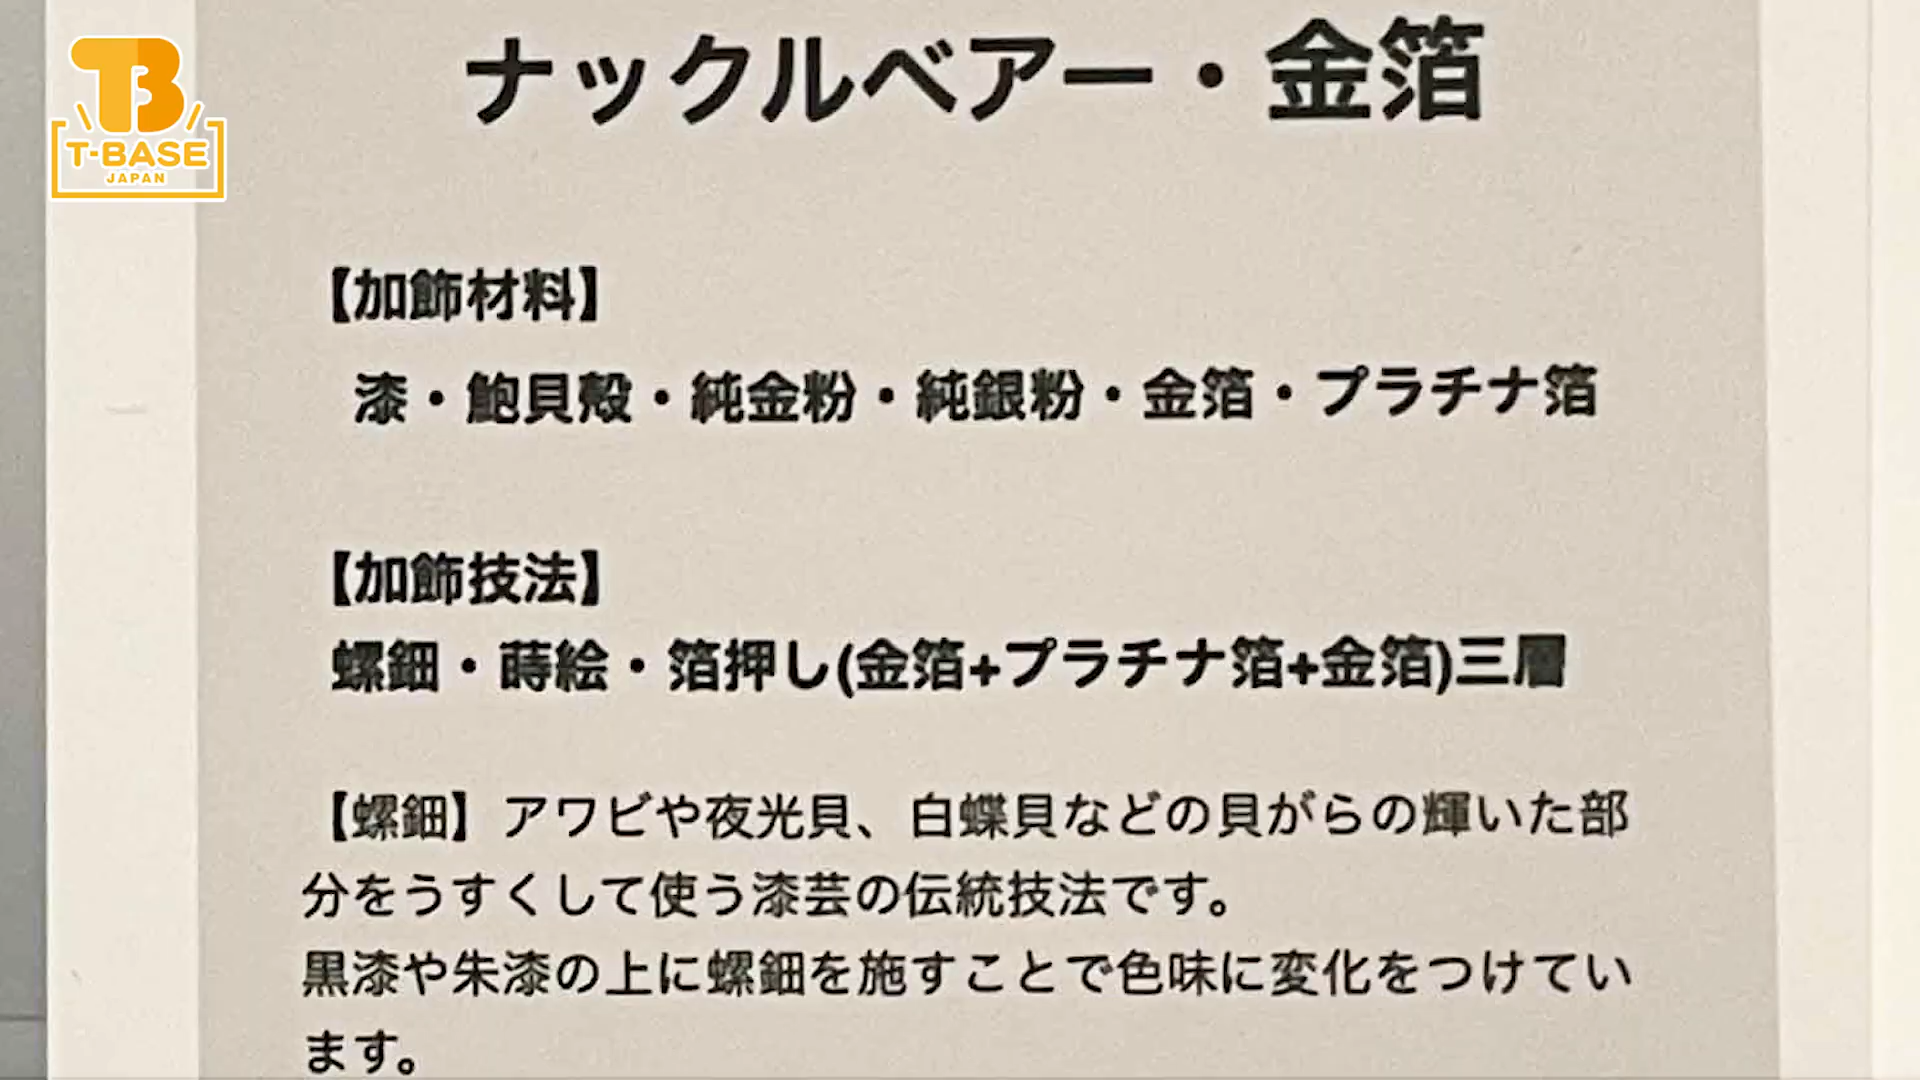 T-BASE
JAPAN
ナックルベアー・金箔
【加飾材料】
漆・鮑貝殻・純金粉・純銀粉・金箔・プラチナ箔
【加飾技法】
螺鈿・蒔絵・箔押し(金箔+プラチナ箔+金箔)三層
【螺鈿】アワビや夜光貝、白蝶貝などの貝がらの輝いた部
分をうすくして使う漆芸の伝統技法です。
黒漆や朱漆の上に螺鈿を施すことで色味に変化をつけてい
ます。